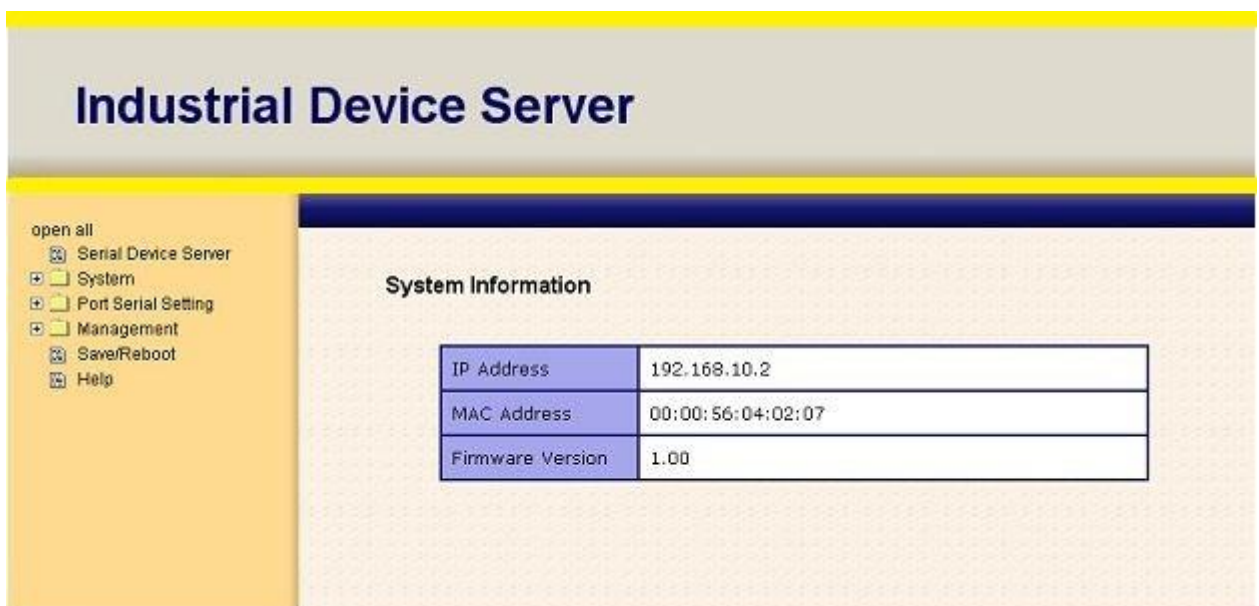 Industrial Device Server
open all
Serial Device Server
System
Port Serial Setting
Management
Save/Reboot
Help
System Information
IP Address 192.168.10.2
MAC Address 00:00:56:04:02:07
Firmware Version 1.00